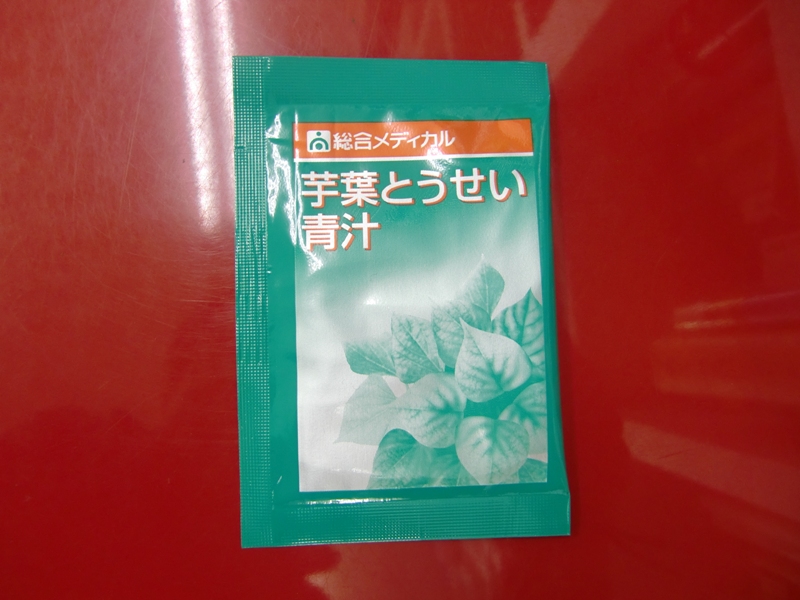 総合メディカル
芋葉とうせい
青汁